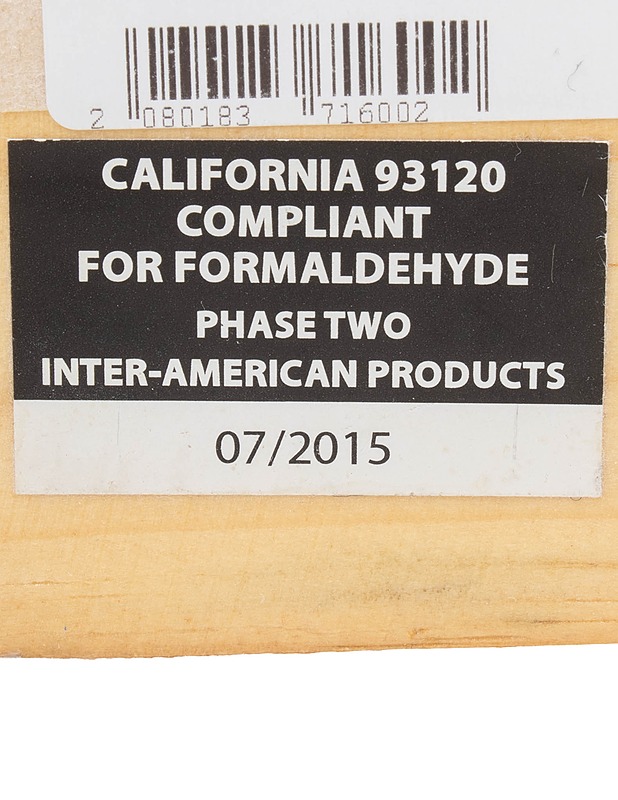 2 080183 716002
CALIFORNIA 93120
COMPLIANT
FOR FORMALDEHYDE
PHASE TWO
INTER-AMERICAN PRODUCTS
07/2015